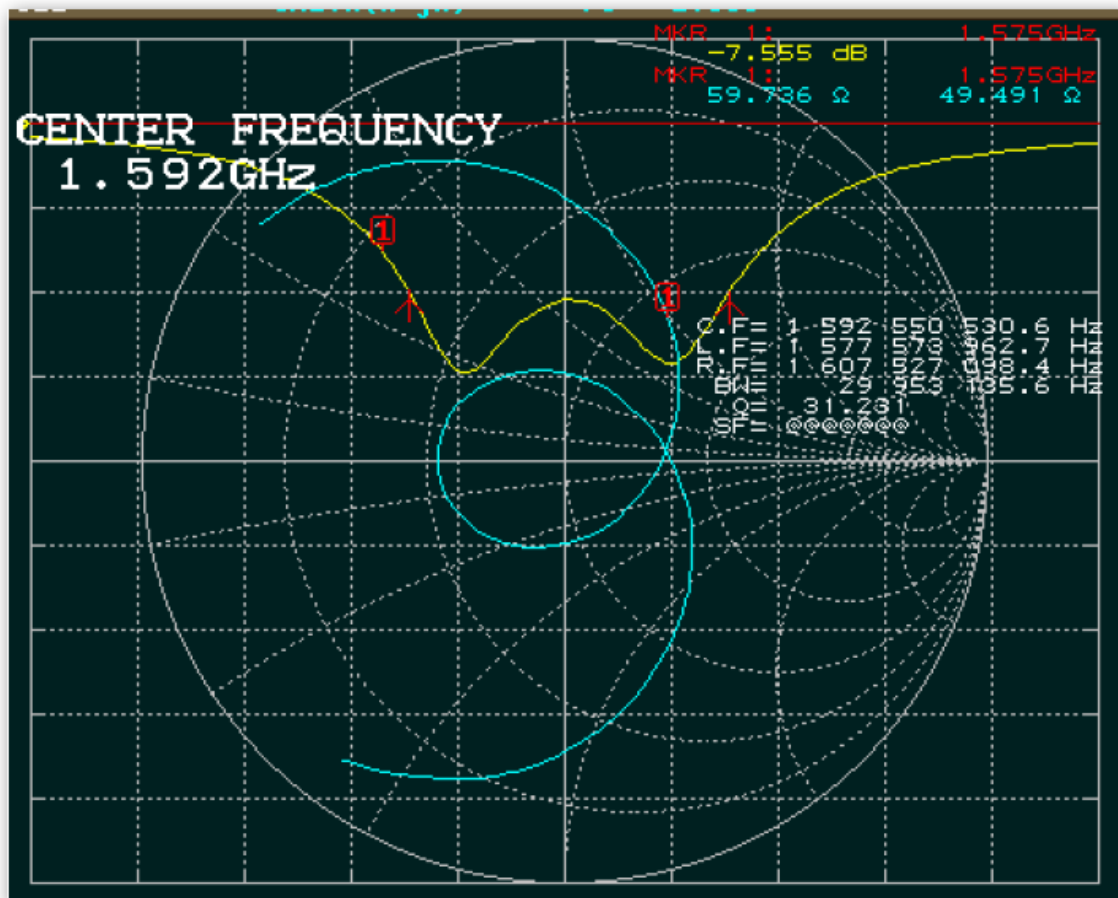 MKR 1: 1.575GHz
-7.555 dB
MKR 1: 1.575GHz
59.736 Ω 49.491 Ω
CENTER FREQUENCY
1.592GHz
1
1
C.F= 1 592 550 530.6 Hz
L.F= 1 577 573 962.7 Hz
R.F= 1 607 527 098.4 Hz
BW= 29 953 135.6 Hz
Q= 31.231
SF= @@@@@@@